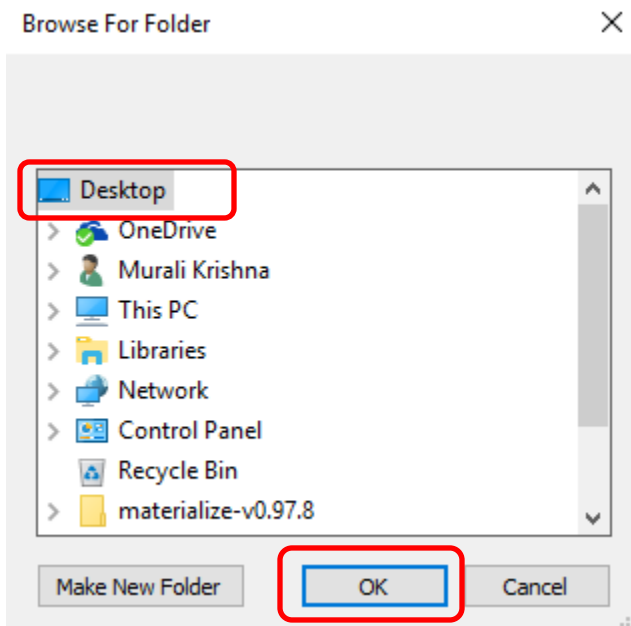 Browse For Folder
Desktop
OneDrive
Murali Krishna
This PC
Libraries
Network
Control Panel
Recycle Bin
materialize-v0.97.8
Make New Folder OK Cancel